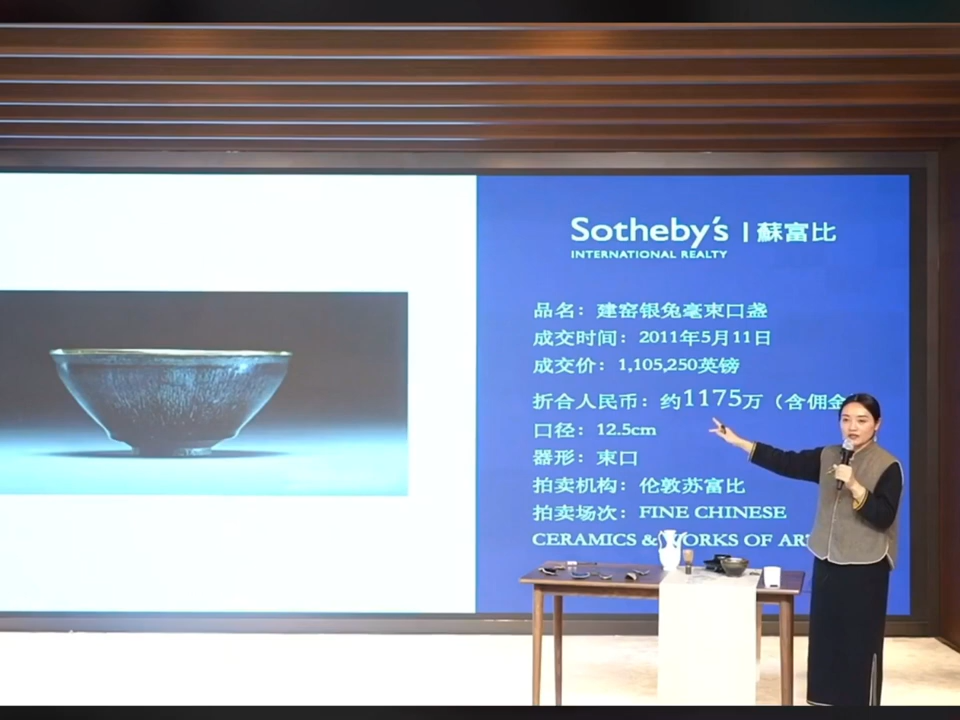 Sotheby's | 蘇富比
INTERNATIONAL REALTY
品名：建窑银兔毫束口盏
成交时间：2011年5月11日
成交价：1,105,250英镑
折合人民币：约1175万（含佣金
口径：12.5cm
器形：束口
拍卖机构：伦敦苏富比
拍卖场次：FINE CHINESE
CERAMICS & WORKS OF AR